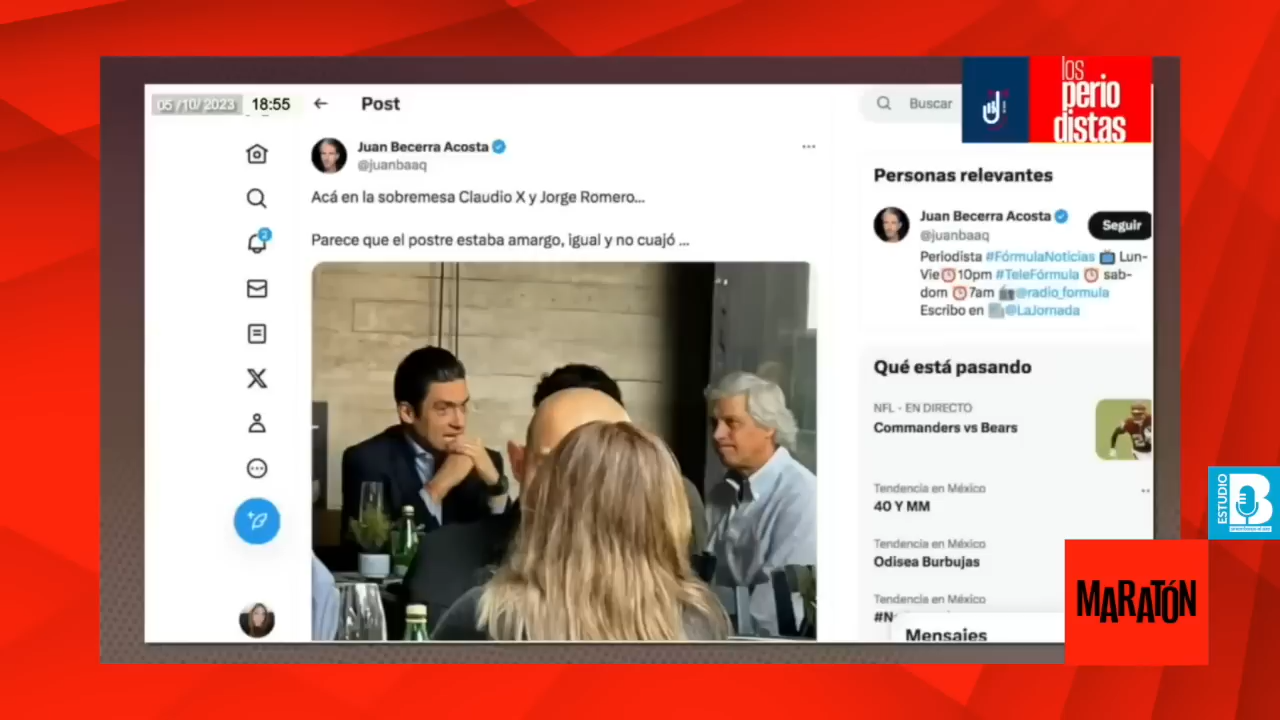 05/10/2023 18:55
Post
Buscar
los
perio
distas
Juan Becerra Acosta
@juanbaaq
Acá en la sobremesa Claudio X y Jorge Romero...
Parece que el postre estaba amargo, igual y no cuajó ...
Personas relevantes
Juan Becerra Acosta
@juanbaaq
Seguir
Periodista #FórmulaNoticias Lun-
Vie 10pm #TeleFórmula sab-
dom 7am @radio_formula
Escribo en @LaJornada
Qué está pasando
NFL - EN DIRECTO
Commanders vs Bears
Tendencia en México
40 Y MM
Tendencia en México
Odisea Burbujas
Tendencia en México
Mensajes
2
ESTUDIO
B
MARATÓN